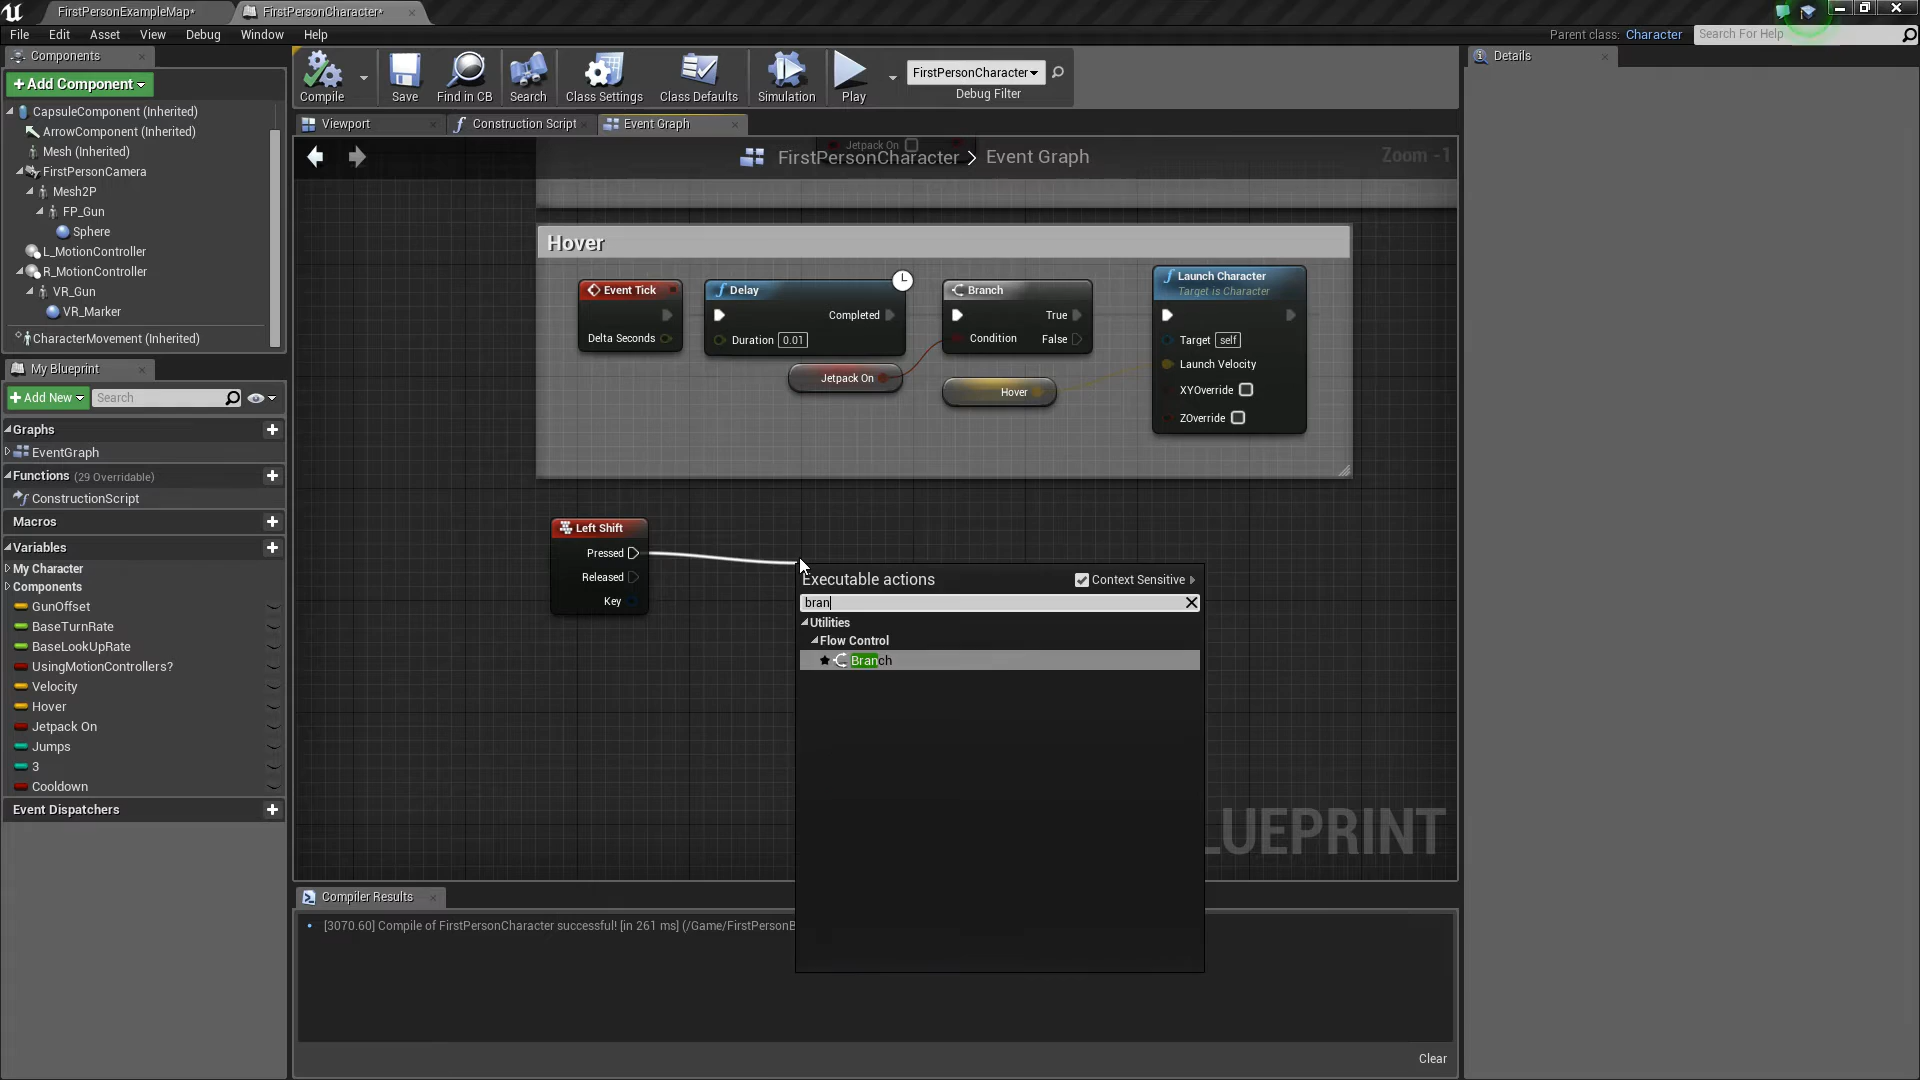 FirstPersonExampleMap*
FirstPersonCharacter*
File Edit Asset View Debug Window Help
Parent class: Character
Search For Help
Components
+Add Component
CapsuleComponent (Inherited)
ArrowComponent (Inherited)
Mesh (Inherited)
FirstPersonCamera
Mesh2P
FP_Gun
Sphere
L_MotionController
R_MotionController
VR_Gun
VR_Marker
CharacterMovement (Inherited)
My Blueprint
+Add New
Search
Graphs
EventGraph
Functions (29 Overridable)
ConstructionScript
Macros
Variables
My Character
Components
GunOffset
BaseTurnRate
BaseLookUpRate
UsingMotionControllers?
Velocity
Hover
Jetpack On
Jumps
3
Cooldown
Event Dispatchers
Compile
Save
Find in CB
Search
Class Settings
Class Defaults
Simulation
Play
FirstPersonCharacter
Debug Filter
Viewport
Construction Script
Event Graph
Jetpack On
FirstPersonCharacter > Event Graph
Zoom -1
Hover
Event Tick
Delta Seconds
Delay
Completed
Duration 0.01
Jetpack On
Branch
True
Condition False
Hover
Launch Character
Target is Character
Target self
Launch Velocity
XYOverride
ZOverride
Left Shift
Pressed
Released
Key
Executable actions
Context Sensitive
bran
Utilities
Flow Control
Branch
LUEPRINT
Compiler Results
[3070.60] Compile of FirstPersonCharacter successful! [in 261 ms] (/Game/FirstPersonB
Clear
Details